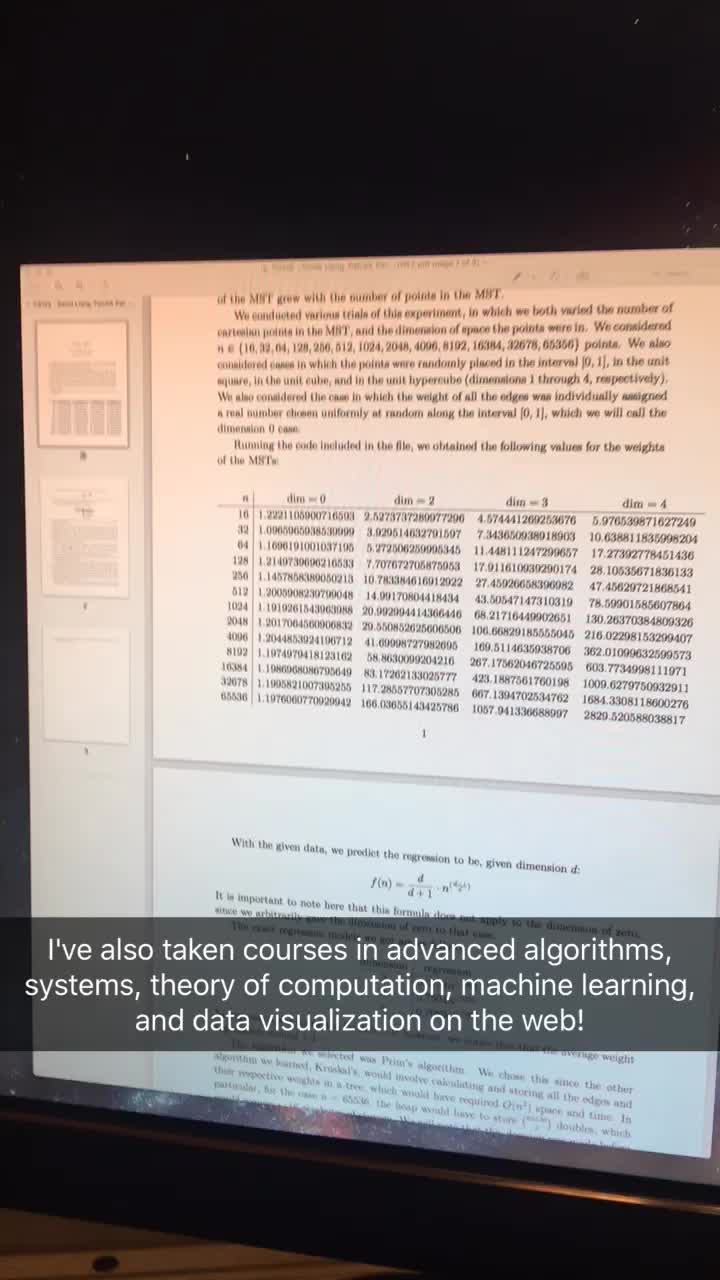 of the MST grew with the number of points in the MST.
We conducted various trials of this experiment, in which we both varied the number of
cartesian points in the MST, and the dimension of space the points were in. We considered
n ∈ {16, 32, 64, 128, 256, 512, 1024, 2048, 4096, 8192, 16384, 32678, 65356} points. We also
considered cases in which the points were randomly placed in the interval [0, 1], in the unit
square, in the unit cube, and in the unit hypercube (dimensions 1 through 4, respectively).
We also considered the case in which the weight of all the edges was individually assigned
a real number chosen uniformly at random along the interval [0, 1], which we will call the
dimension 0 case.
Running the code included in the file, we obtained the following values for the weights
of the MSTs:
n dim = 0 dim = 2 dim = 3 dim = 4
16 1.2221105900716593 2.5273737289977296 4.574441269253676 5.976539871627249
32 1.0965965938530999 3.929514632791597 7.343650938918903 10.638811835998204
64 1.1696191001037195 5.272506259995345 11.448111247299657 17.27392778451436
128 1.2149739696216533 7.707672705875953 17.911610939290174 28.10535671836133
256 1.1457858389050213 10.783384616912022 27.45926658396982 47.45629721868541
512 1.2005908239790048 14.99170804418434 43.50547147310319 78.59901585607864
1024 1.1919261543963988 20.992994414366446 68.21716449902651 130.26370384809326
2048 1.2017064560906832 29.550852625606506 106.66829185555045 216.02298153299407
4096 1.2044853924196712 41.69998727982695 169.5114635938706 362.01099632599573
8192 1.1974979418123162 58.8630099204216 267.17562046725595 603.7734998111971
16384 1.1986968086795649 83.17262133025777 423.1887561760198 1009.6279750932911
32678 1.1995821007395255 117.28557707305285 667.1394702534762 1684.3308118600276
65536 1.1976060770929942 166.03655143425786 1057.941336688997 2829.520588038817
1
With the given data, we predict the regression to be, given dimension d:
f(n) = d/(d+1) · n^((d-1)/d)
It is important to note here that this formula does not apply to the dimension of zero,
since we arbitrarily gave the dimension of zero to that case.
I've also taken courses in advanced algorithms,
systems, theory of computation, machine learning,
and data visualization on the web!
average weight
we selected was Prim's algorithm. We chose this since the other
algorithm we learned, Kruskal's, would involve calculating and storing all the edges and
their respective weights in a tree, which would have required O(n²) space and time. In
particular, for the case n = 65536, the heap would have to store doubles, which